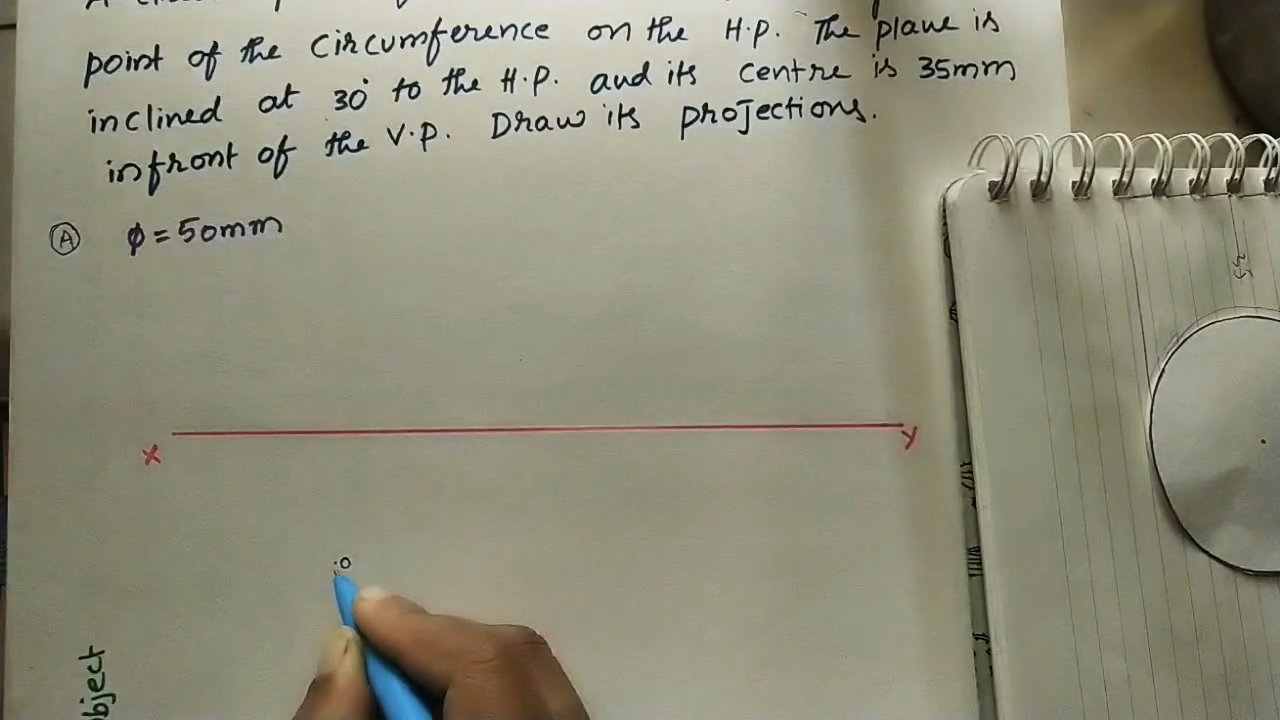 point of the circumference on the H.P. The plane is
inclined at 30° to the H.P. and its centre is 35mm
infront of the V.P. Draw its projections.
A φ = 50mm
X Y
o
object